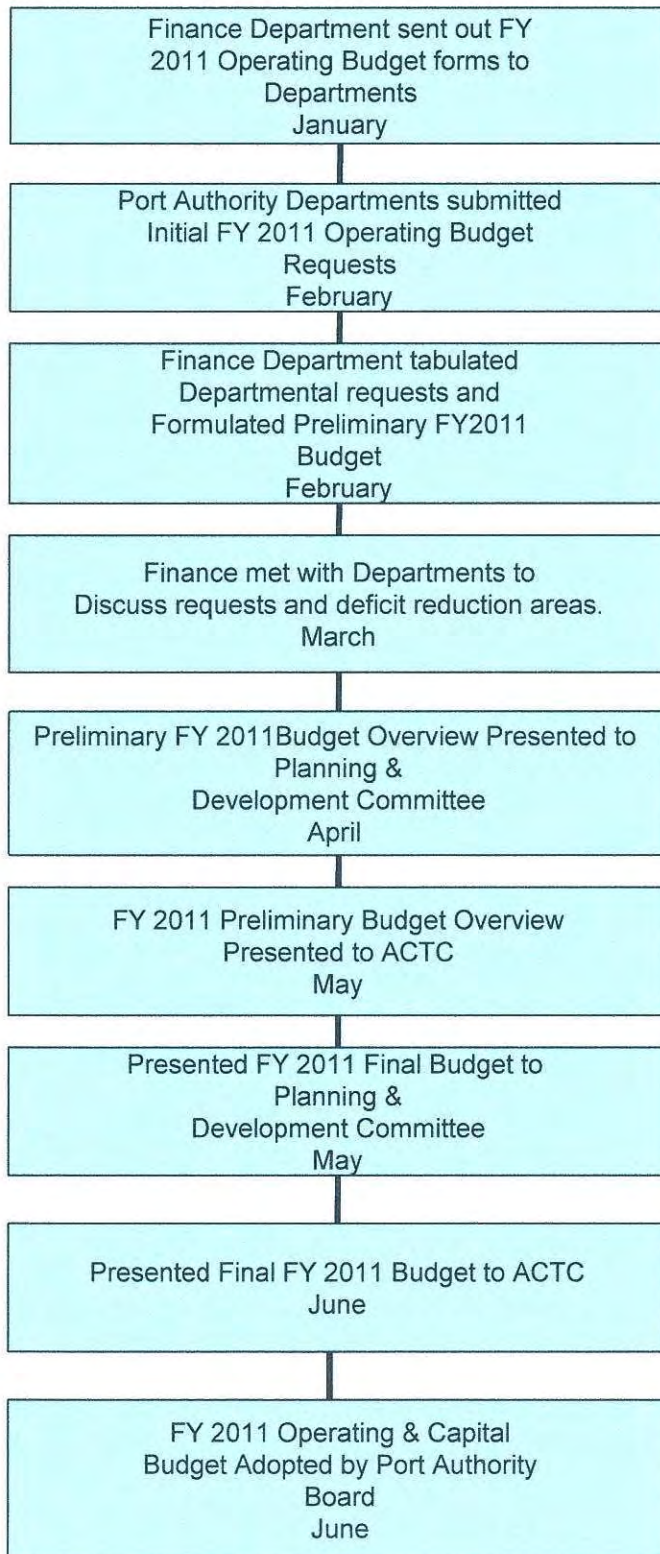 Finance Department sent out FY
2011 Operating Budget forms to
Departments
January
Port Authority Departments submitted
Initial FY 2011 Operating Budget
Requests
February
Finance Department tabulated
Departmental requests and
Formulated Preliminary FY2011
Budget
February
Finance met with Departments to
Discuss requests and deficit reduction areas.
March
Preliminary FY 2011Budget Overview Presented to
Planning &
Development Committee
April
FY 2011 Preliminary Budget Overview
Presented to ACTC
May
Presented FY 2011 Final Budget to
Planning &
Development Committee
May
Presented Final FY 2011 Budget to ACTC
June
FY 2011 Operating & Capital
Budget Adopted by Port Authority
Board
June